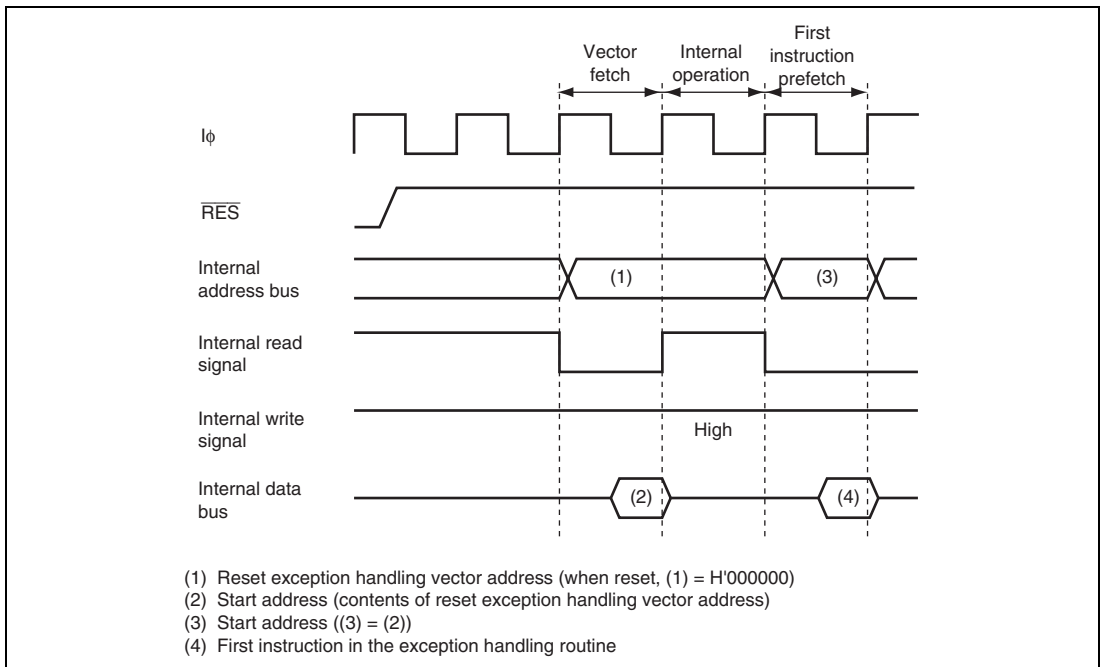 Vector
fetch
Internal
operation
First
instruction
prefetch
Iϕ
RES
Internal
address bus
(1)
(3)
Internal read
signal
Internal write
signal
High
Internal data
bus
(2)
(4)
(1) Reset exception handling vector address (when reset, (1) = H'000000)
(2) Start address (contents of reset exception handling vector address)
(3) Start address ((3) = (2))
(4) First instruction in the exception handling routine